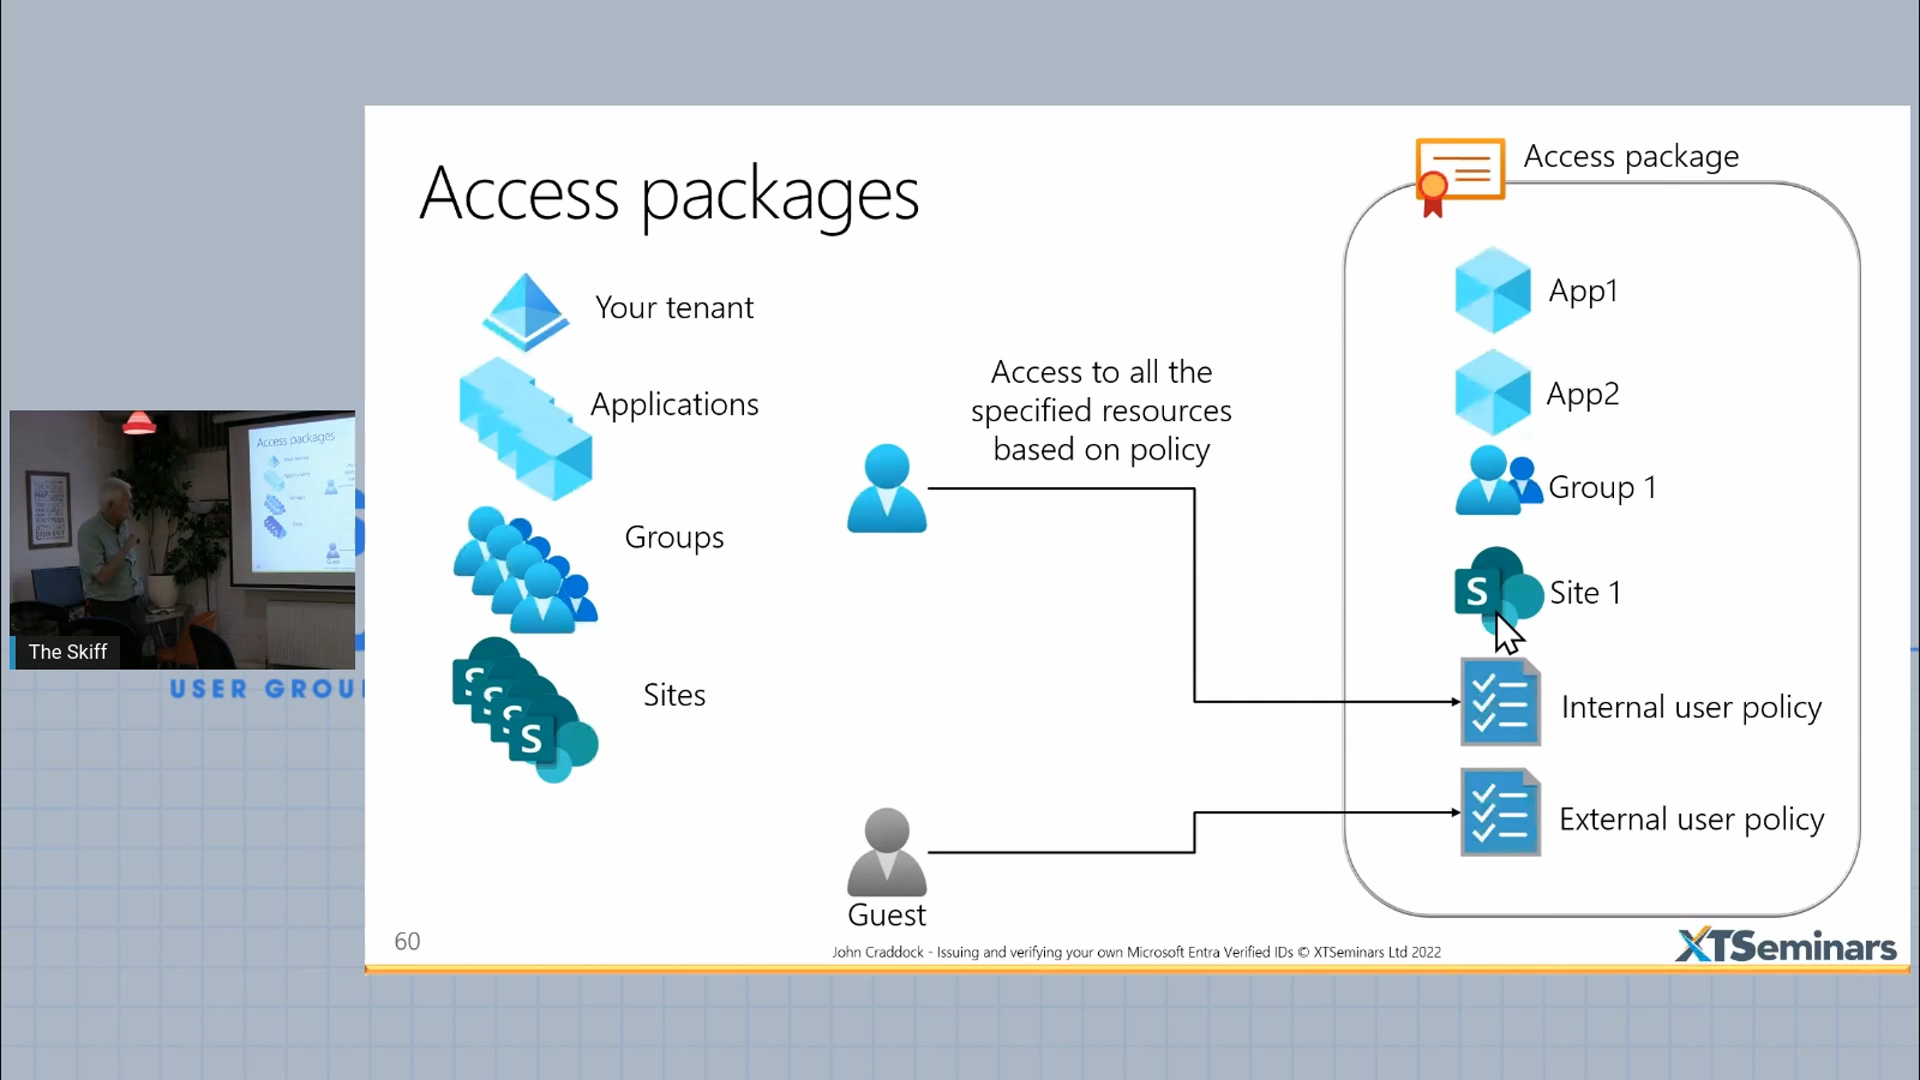 Access packages
Your tenant
Applications
Groups
Sites
Access to all the
specified resources
based on policy
Guest
Access package
App1
App2
Group 1
Site 1
Internal user policy
External user policy
60
John Craddock - Issuing and verifying your own Microsoft Entra Verified IDs © XTSeminars Ltd 2022
XTSeminars
Access packages
The Skiff
USER GROU